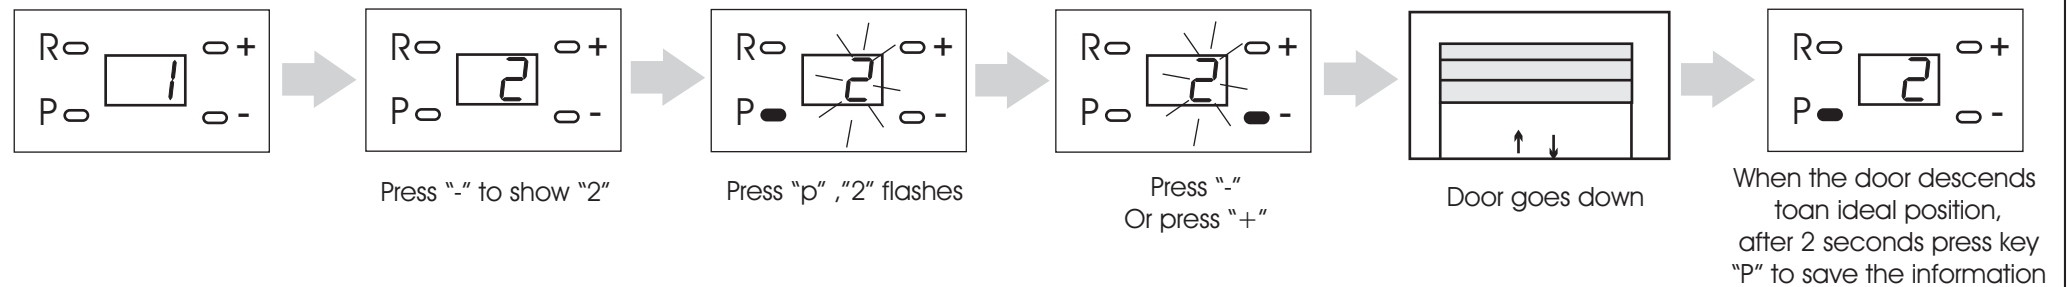 R + 1 P -
R + 2 P -
Press “-” to show “2”
R + 2 P -
Press “p” ,“2” flashes
R + 2 P -
Press “-”
Or press “+”
Door goes down
R + 2 P -
When the door descends
toan ideal position,
after 2 seconds press key
“P” to save the information